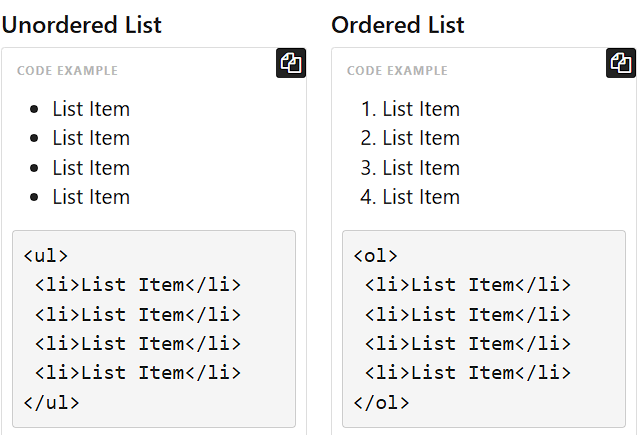 Unordered List
CODE EXAMPLE
• List Item
• List Item
• List Item
• List Item
<ul>
 <li>List Item</li>
 <li>List Item</li>
 <li>List Item</li>
 <li>List Item</li>
</ul>
Ordered List
CODE EXAMPLE
1. List Item
2. List Item
3. List Item
4. List Item
<ol>
 <li>List Item</li>
 <li>List Item</li>
 <li>List Item</li>
 <li>List Item</li>
</ol>